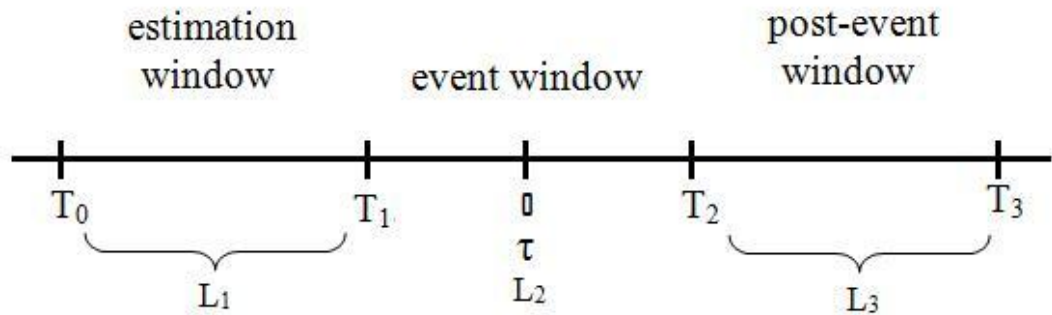 estimation
window
event window
post-event
window
T₀
T₁
0
T₂
T₃
τ
L₁
L₂
L₃